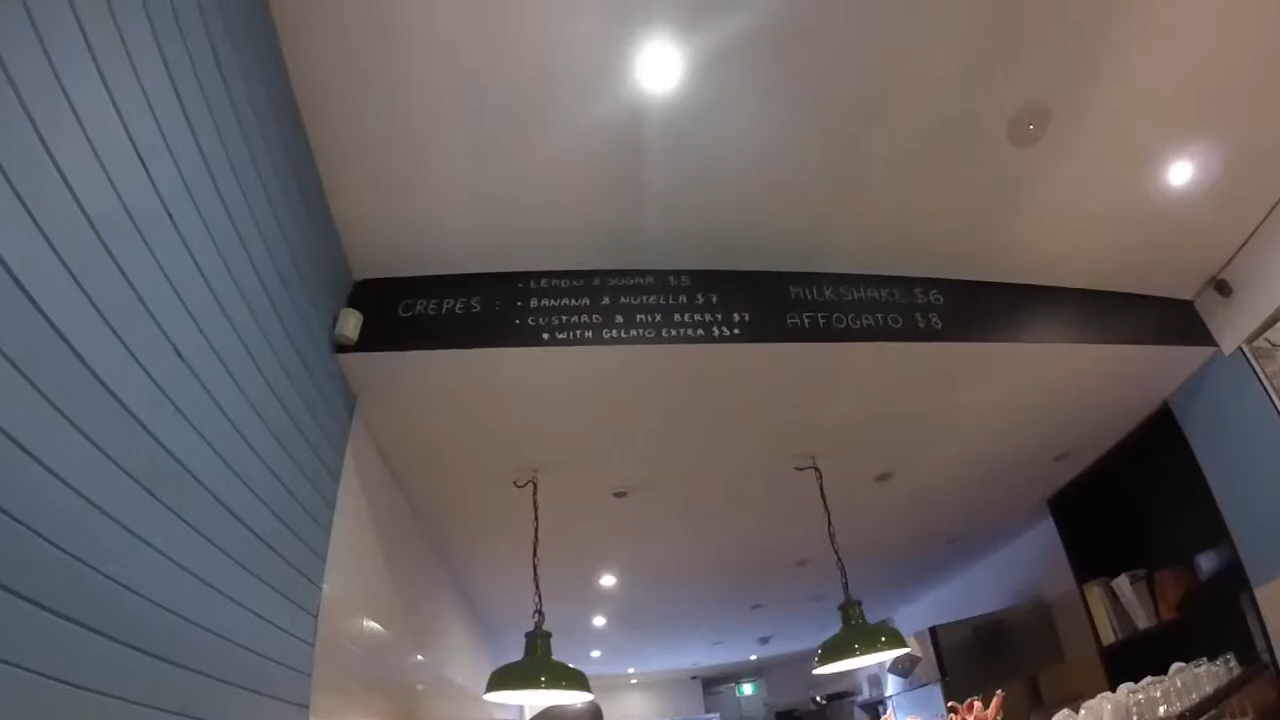 CREPES :
• LEMON & SUGAR $5
• BANANA & NUTELLA $7
• CUSTARD & MIX BERRY $7
* WITH GELATO EXTRA $3 *
MILKSHAKE $6
AFFOGATO $8